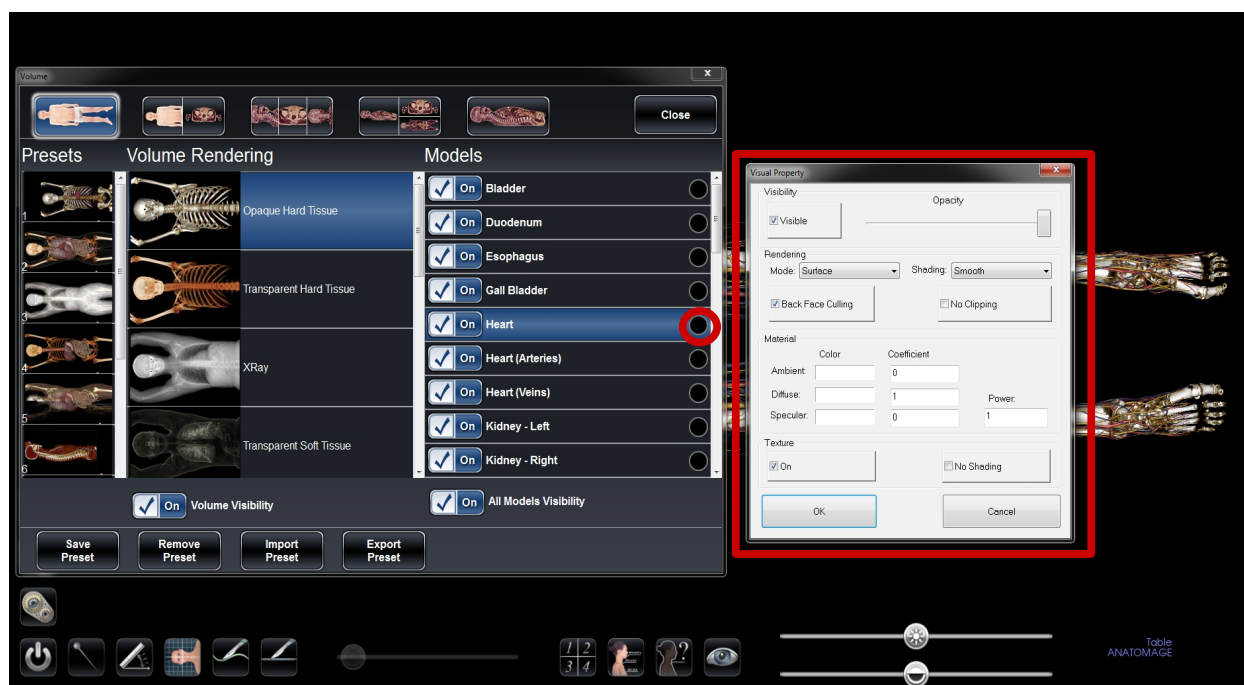 Volume
x
Close
Presets
Volume Rendering
Models
1
2
3
4
5
6
Opaque Hard Tissue
Transparent Hard Tissue
XRay
Transparent Soft Tissue
On Bladder
On Duodenum
On Esophagus
On Gall Bladder
On Heart
On Heart (Arteries)
On Heart (Veins)
On Kidney - Left
On Kidney - Right
On Volume Visibility
On All Models Visibility
Save
Preset
Remove
Preset
Import
Preset
Export
Preset
Visual Property
x
Visibility
Visible
Opacity
Rendering
Mode: Surface Shading: Smooth
Back Face Culling No Clipping
Material
Color Coefficient
Ambient: 0
Diffuse: 1 Power:
Specular: 0 1
Texture
On No Shading
OK Cancel
1 2
3 4
?
Table
ANATOMAGE